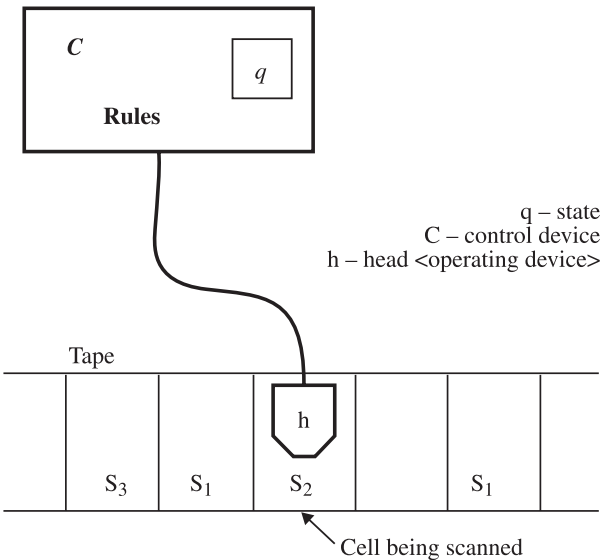 C
q
Rules
q – state
C – control device
h – head <operating device>
Tape
h
S₃ S₁ S₂ S₁
Cell being scanned